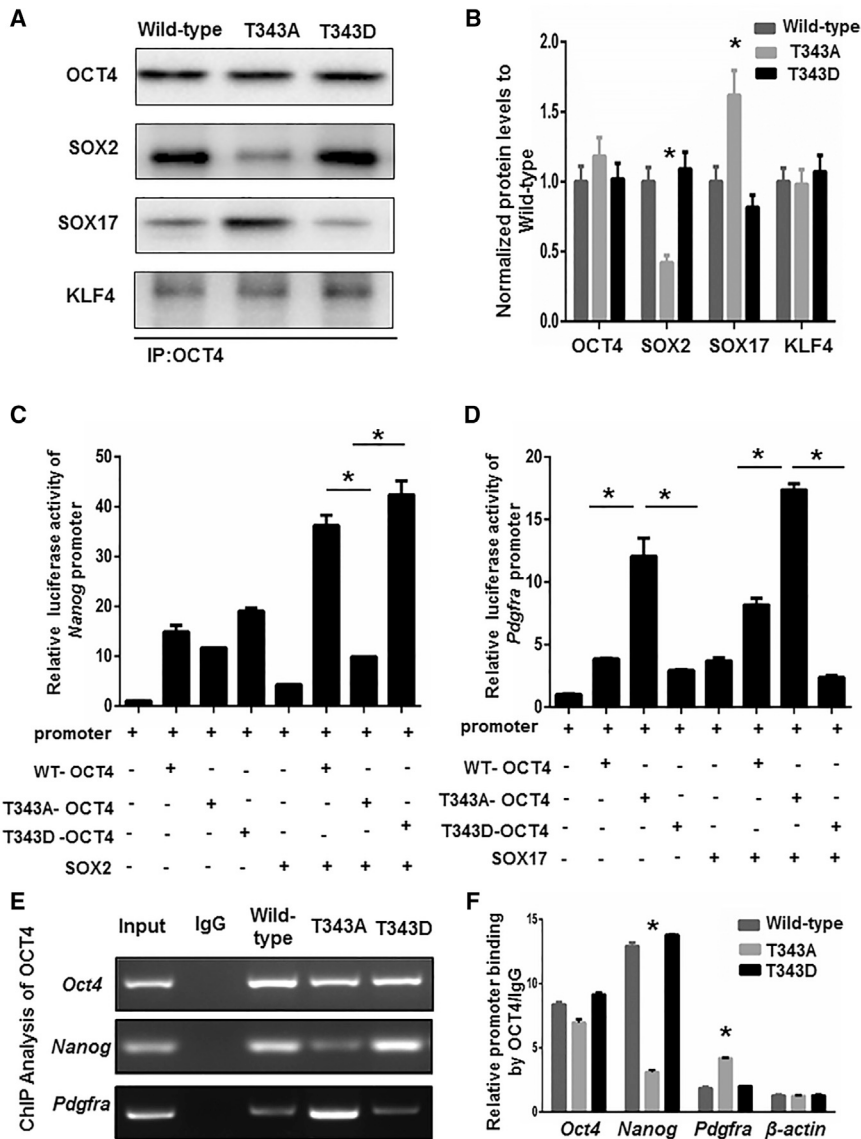 A
Wild-type T343A T343D
OCT4
SOX2
SOX17
KLF4
IP:OCT4
B
Normalized protein levels to
Wild-type
2.0
1.5
1.0
0.5
0.0
*
*
Wild-type
T343A
T343D
OCT4 SOX2 SOX17 KLF4
C
Relative luciferase activity of
Nanog promoter
50
40
30
20
10
0
*
*
promoter + + + + + + + +
WT- OCT4 - + - - - + - -
T343A- OCT4 - - + - - - + -
T343D -OCT4 - - - + - - - +
SOX2 - - - - + + + +
D
Relative luciferase activity of
Pdgfra promoter
20
15
10
5
0
* *
* *
promoter + + + + + + + +
WT- OCT4 - + - - - + - -
T343A- OCT4 - - + - - - + -
T343D-OCT4 - - - + - - - +
SOX17 - - - - + + + +
E
ChIP Analysis of OCT4
Input IgG Wild-
type T343A T343D
Oct4
Nanog
Pdgfra
F
Relative promoter binding
by OCT4/IgG
15
10
5
0
*
*
Wild-type
T343A
T343D
Oct4 Nanog Pdgfra β-actin